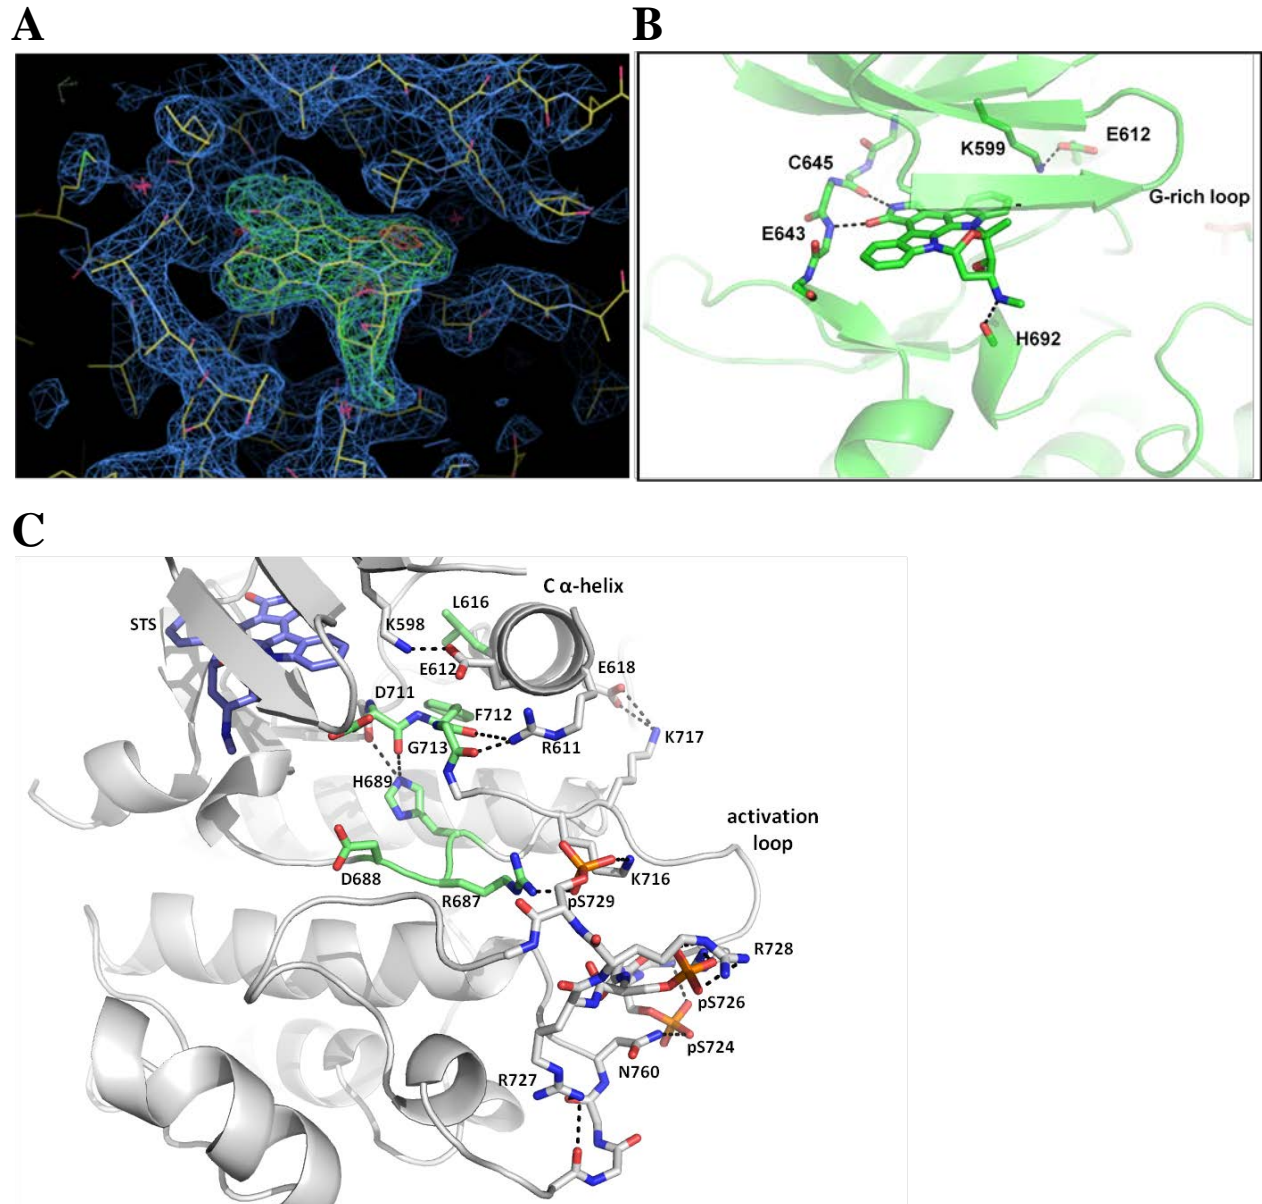 A
B
K599
E612
C645
G-rich loop
E643
H692
C
C α-helix
L616
STS
K598
E612
E618
D711
F712
G713
R611
K717
H689
activation
loop
D688
K716
R687
pS729
R728
pS726
pS724
N760
R727